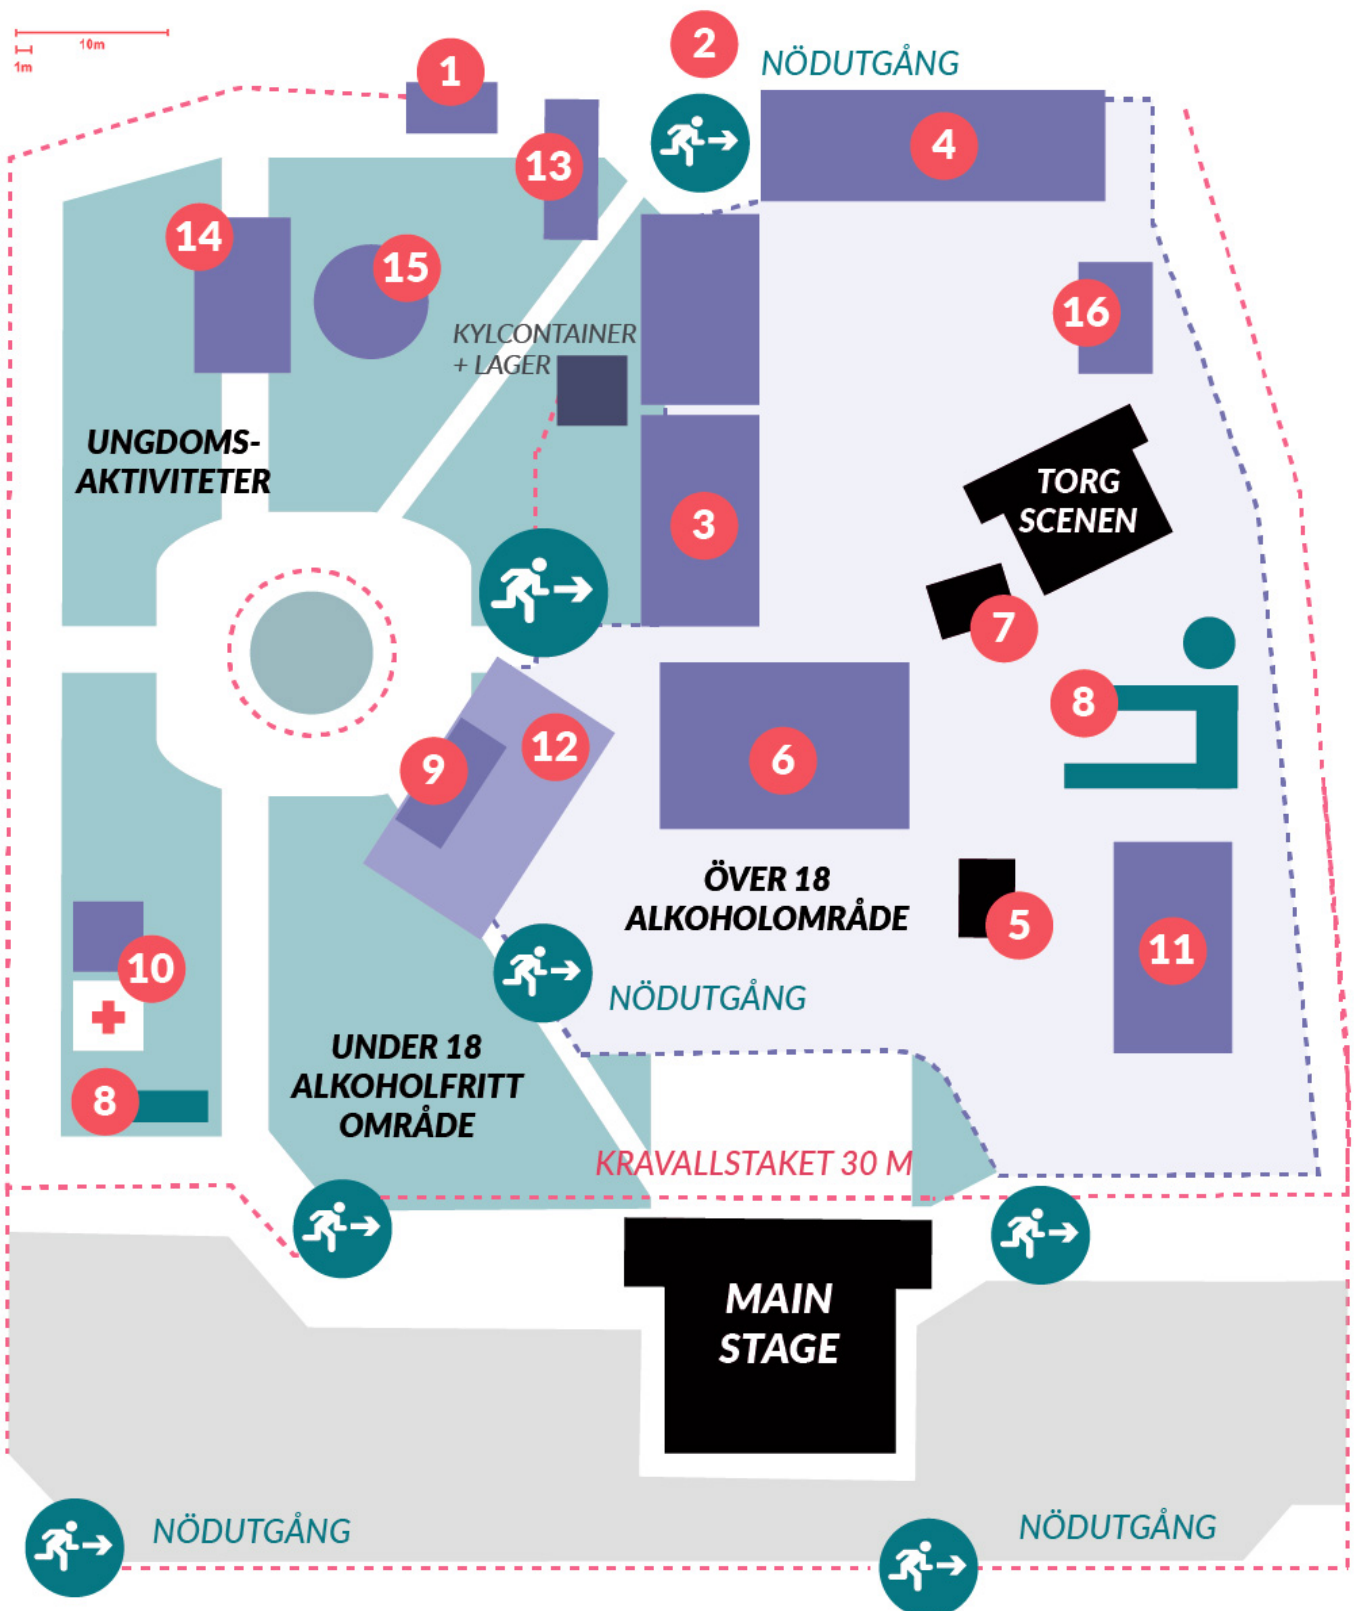 10m
1m
1
2
NÖDUTGÅNG
4
13
14
15
16
KYLCONTAINER
+ LAGER
UNGDOMS-
AKTIVITETER
TORG
SCENEN
3
7
8
9
12
6
ÖVER 18
ALKOHOLOMRÅDE
5
11
10
NÖDUTGÅNG
UNDER 18
ALKOHOLFRITT
OMRÅDE
8
KRAVALLSTAKET 30 M
MAIN
STAGE
NÖDUTGÅNG
NÖDUTGÅNG